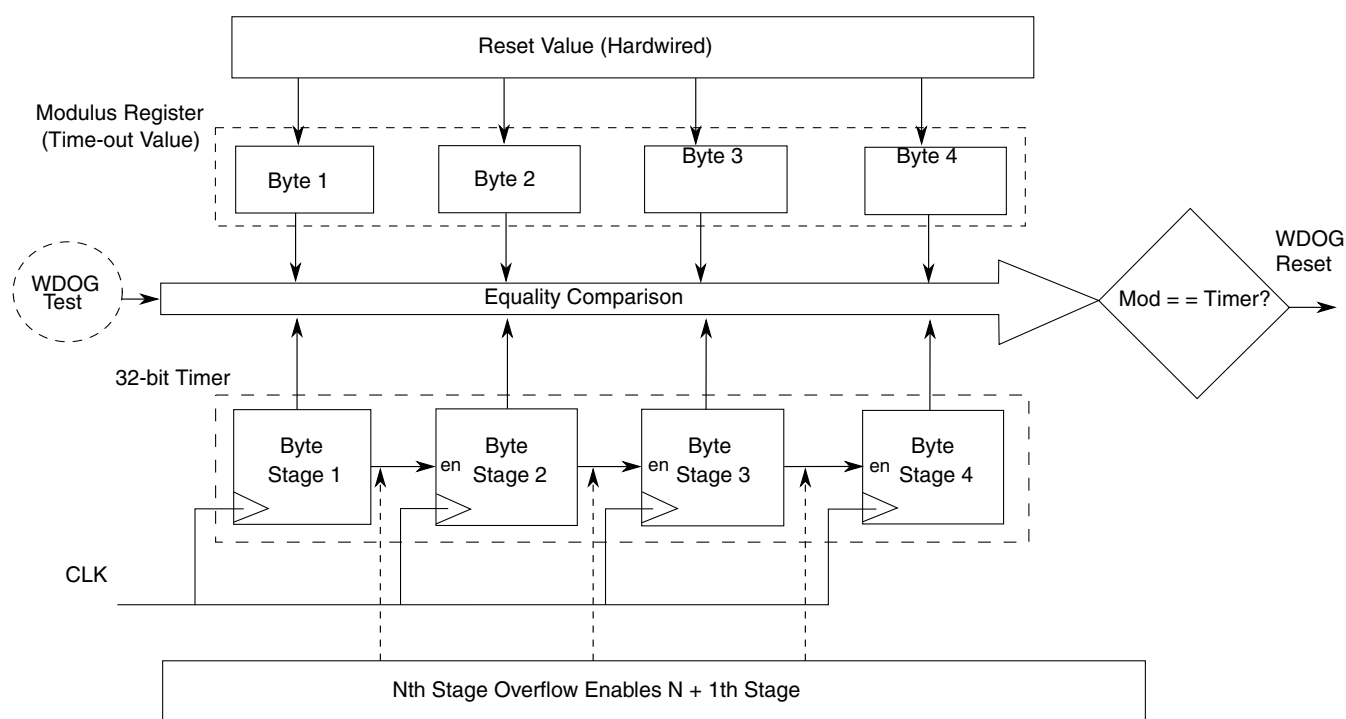 Reset Value (Hardwired)
Modulus Register
(Time-out Value)
Byte 1
Byte 2
Byte 3
Byte 4
WDOG
Test
Equality Comparison
Mod = = Timer?
WDOG
Reset
32-bit Timer
Byte
Stage 1
en
Byte
Stage 2
en
Byte
Stage 3
en
Byte
Stage 4
CLK
Nth Stage Overflow Enables N + 1th Stage